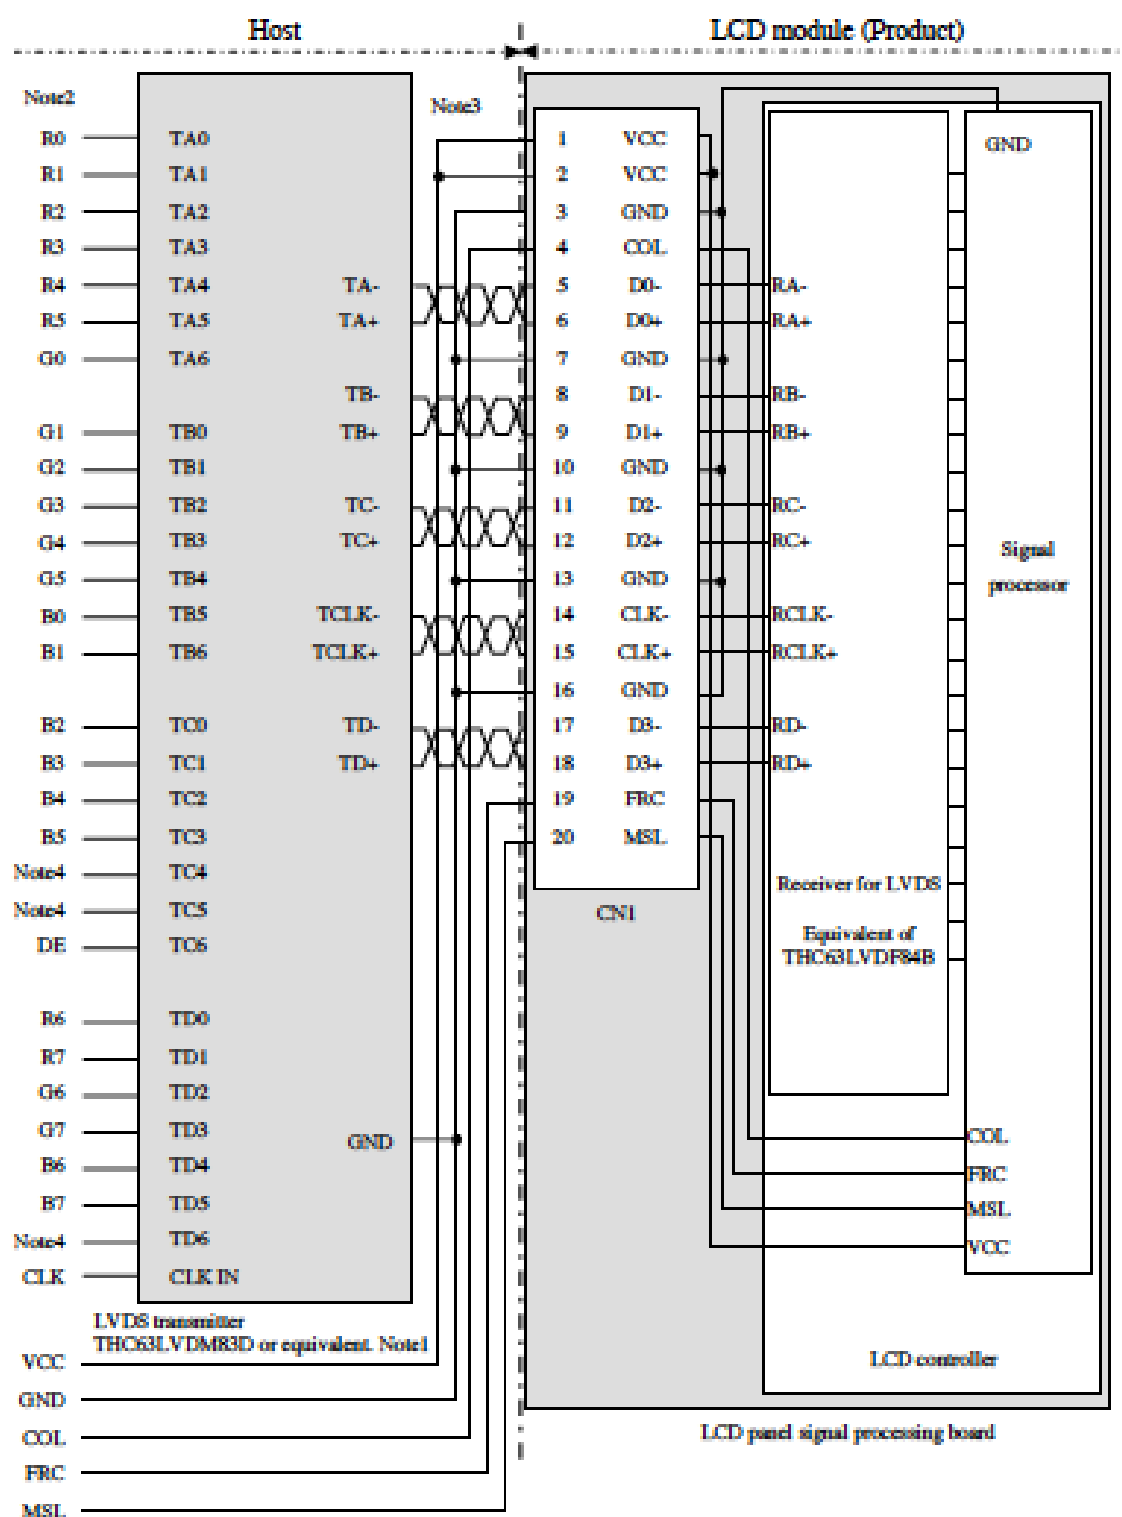 Host LCD module (Product)
Note2 Note3
R0 TA0 1 VCC GND
R1 TA1 2 VCC
R2 TA2 3 GND
R3 TA3 4 COL
R4 TA4 TA- 5 D0- RA-
R5 TA5 TA+ 6 D0+ RA+
G0 TA6 7 GND
TB- 8 D1- RB-
G1 TB0 TB+ 9 D1+ RB+
G2 TB1 10 GND
G3 TB2 TC- 11 D2- RC-
G4 TB3 TC+ 12 D2+ RC+ Signal
G5 TB4 13 GND processor
B0 TB5 TCLK- 14 CLK- RCLK-
B1 TB6 TCLK+ 15 CLK+ RCLK+
16 GND
B2 TC0 TD- 17 D3- RD-
B3 TC1 TD+ 18 D3+ RD+
B4 TC2 19 FRC
B5 TC3 20 MSL
Note4 TC4 Receiver for LVDS
Note4 TC5 CN1
DE TC6 Equivalent of
THC63LVDF84B
R6 TD0
R7 TD1
G6 TD2
G7 TD3 GND COL
B6 TD4 FRC
B7 TD5 MSL
Note4 TD6 VCC
CLK CLK IN
LVDS transmitter
THC63LVDM83D or equivalent. Note1
VCC LCD controller
GND
COL LCD panel signal processing board
FRC
MSL